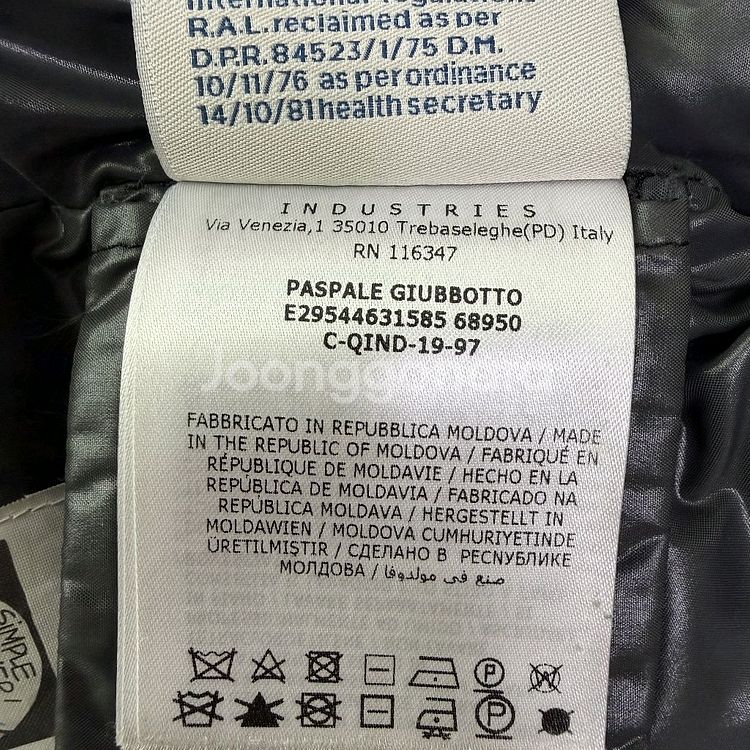 R.A.L. reclaimed as per
D.P.R. 84523/1/75 D.M.
10/11/76 as per ordinance
14/10/81 health secretary
INDUSTRIES
Via Venezia,1 35010 Trebaseleghe(PD) Italy
RN 116347
PASPALE GIUBBOTTO
E29544631585 68950
C-QIND-19-97
Joonggonara
FABBRICATO IN REPUBBLICA MOLDOVA / MADE
IN THE REPUBLIC OF MOLDOVA / FABRIQUÉ EN
RÉPUBLIQUE DE MOLDAVIE / HECHO EN LA
REPÚBLICA DE MOLDAVIA / FABRICADO NA
REPÚBLICA MOLDAVA / HERGESTELLT IN
MOLDAWIEN / MOLDOVA CUMHURIYETINDE
ÜRETILMIŞTIR / СДЕЛАНО В РЕСПУБЛИКЕ
МОЛДОВА / صنع في مولدوفا
SIMPLE
P
P
W